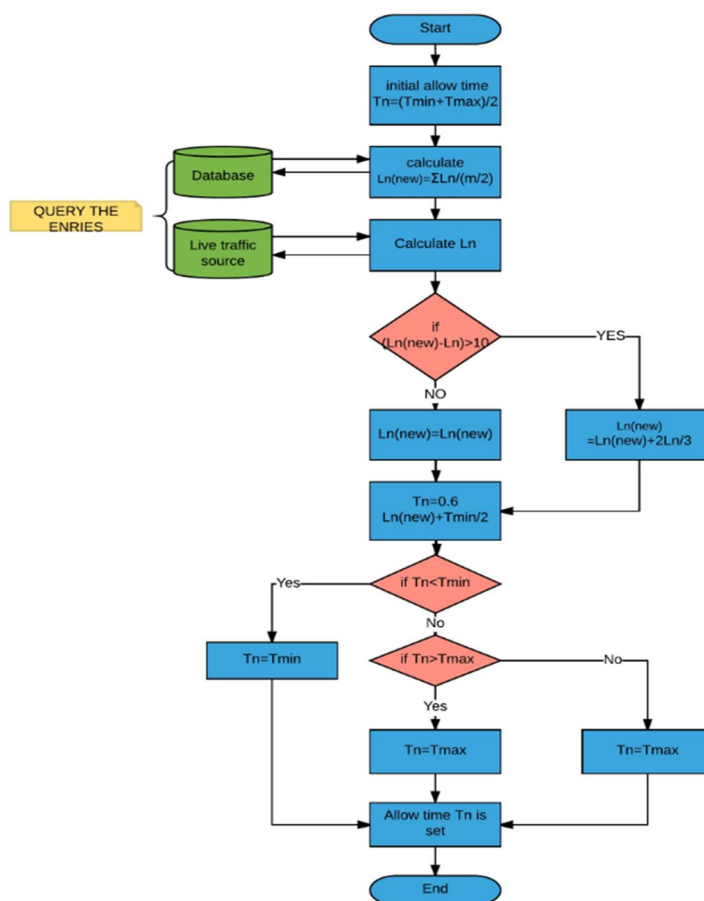 Start
initial allow time
Tn=(Tmin+Tmax)/2
Database
calculate
Ln(new)=ΣLn/(m/2)
QUERY THE
ENRIES
Live traffic
source
Calculate Ln
if
(Ln(new)-Ln)>10
YES
NO
Ln(new)=Ln(new)
Ln(new)
=Ln(new)+2Ln/3
Tn=0.6
Ln(new)+Tmin/2
Yes
if Tn<Tmin
No
Tn=Tmin
if Tn>Tmax
No
Yes
Tn=Tmax
Tn=Tmax
Allow time Tn is
set
End